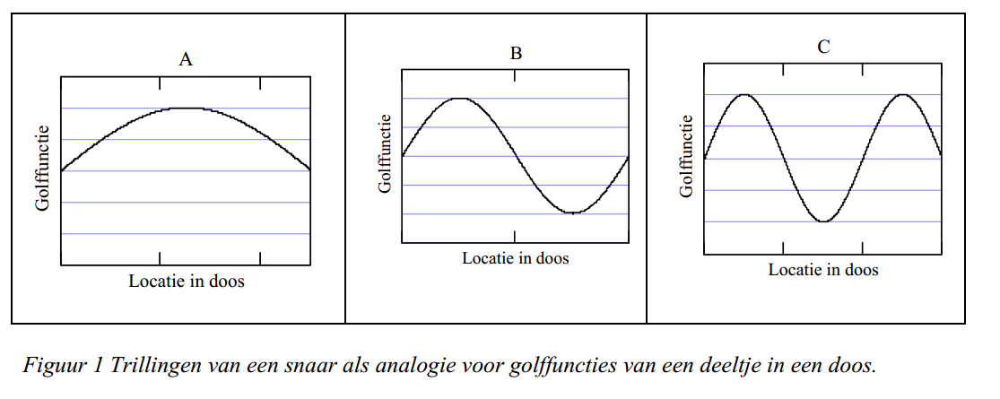 A
Golffunctie
Locatie in doos
B
Golffunctie
Locatie in doos
C
Golffunctie
Locatie in doos
Figuur 1 Trillingen van een snaar als analogie voor golffuncties van een deeltje in een doos.